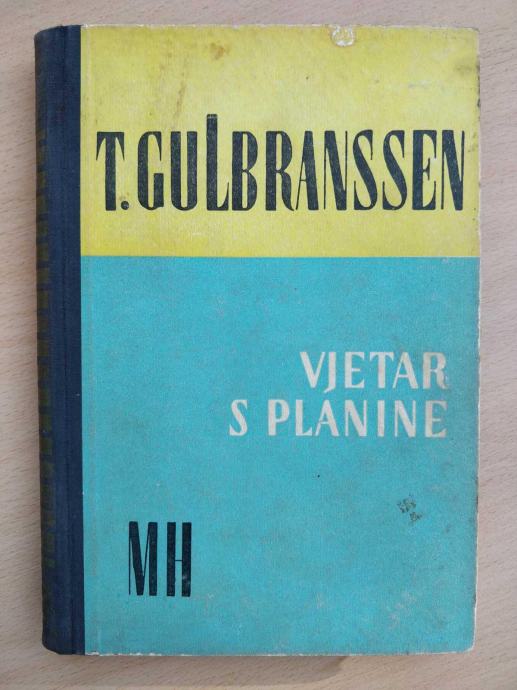 T. GULBRANSSEN
VJETAR
S PLANINE
MH